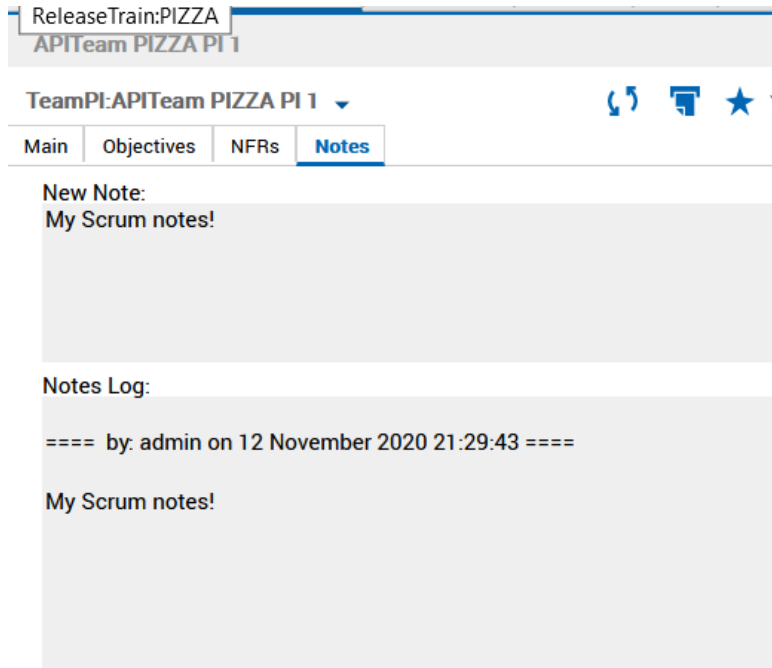 ReleaseTrain:PIZZA
APITeam PIZZA PI 1
TeamPI:APITeam PIZZA PI 1
Main Objectives NFRs Notes
New Note:
My Scrum notes!
Notes Log:
==== by: admin on 12 November 2020 21:29:43 ====
My Scrum notes!